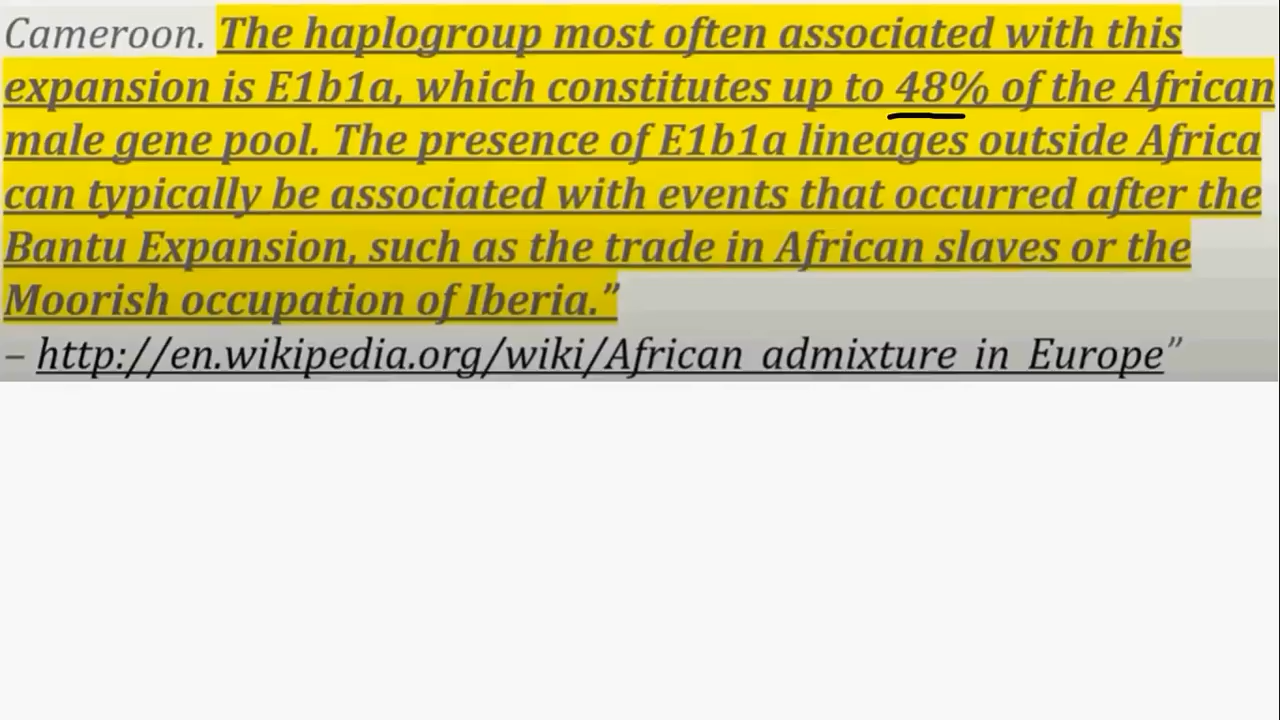 Cameroon. The haplogroup most often associated with this
expansion is E1b1a, which constitutes up to 48% of the African
male gene pool. The presence of E1b1a lineages outside Africa
can typically be associated with events that occurred after the
Bantu Expansion, such as the trade in African slaves or the
Moorish occupation of Iberia.”
– http://en.wikipedia.org/wiki/African_admixture_in_Europe”